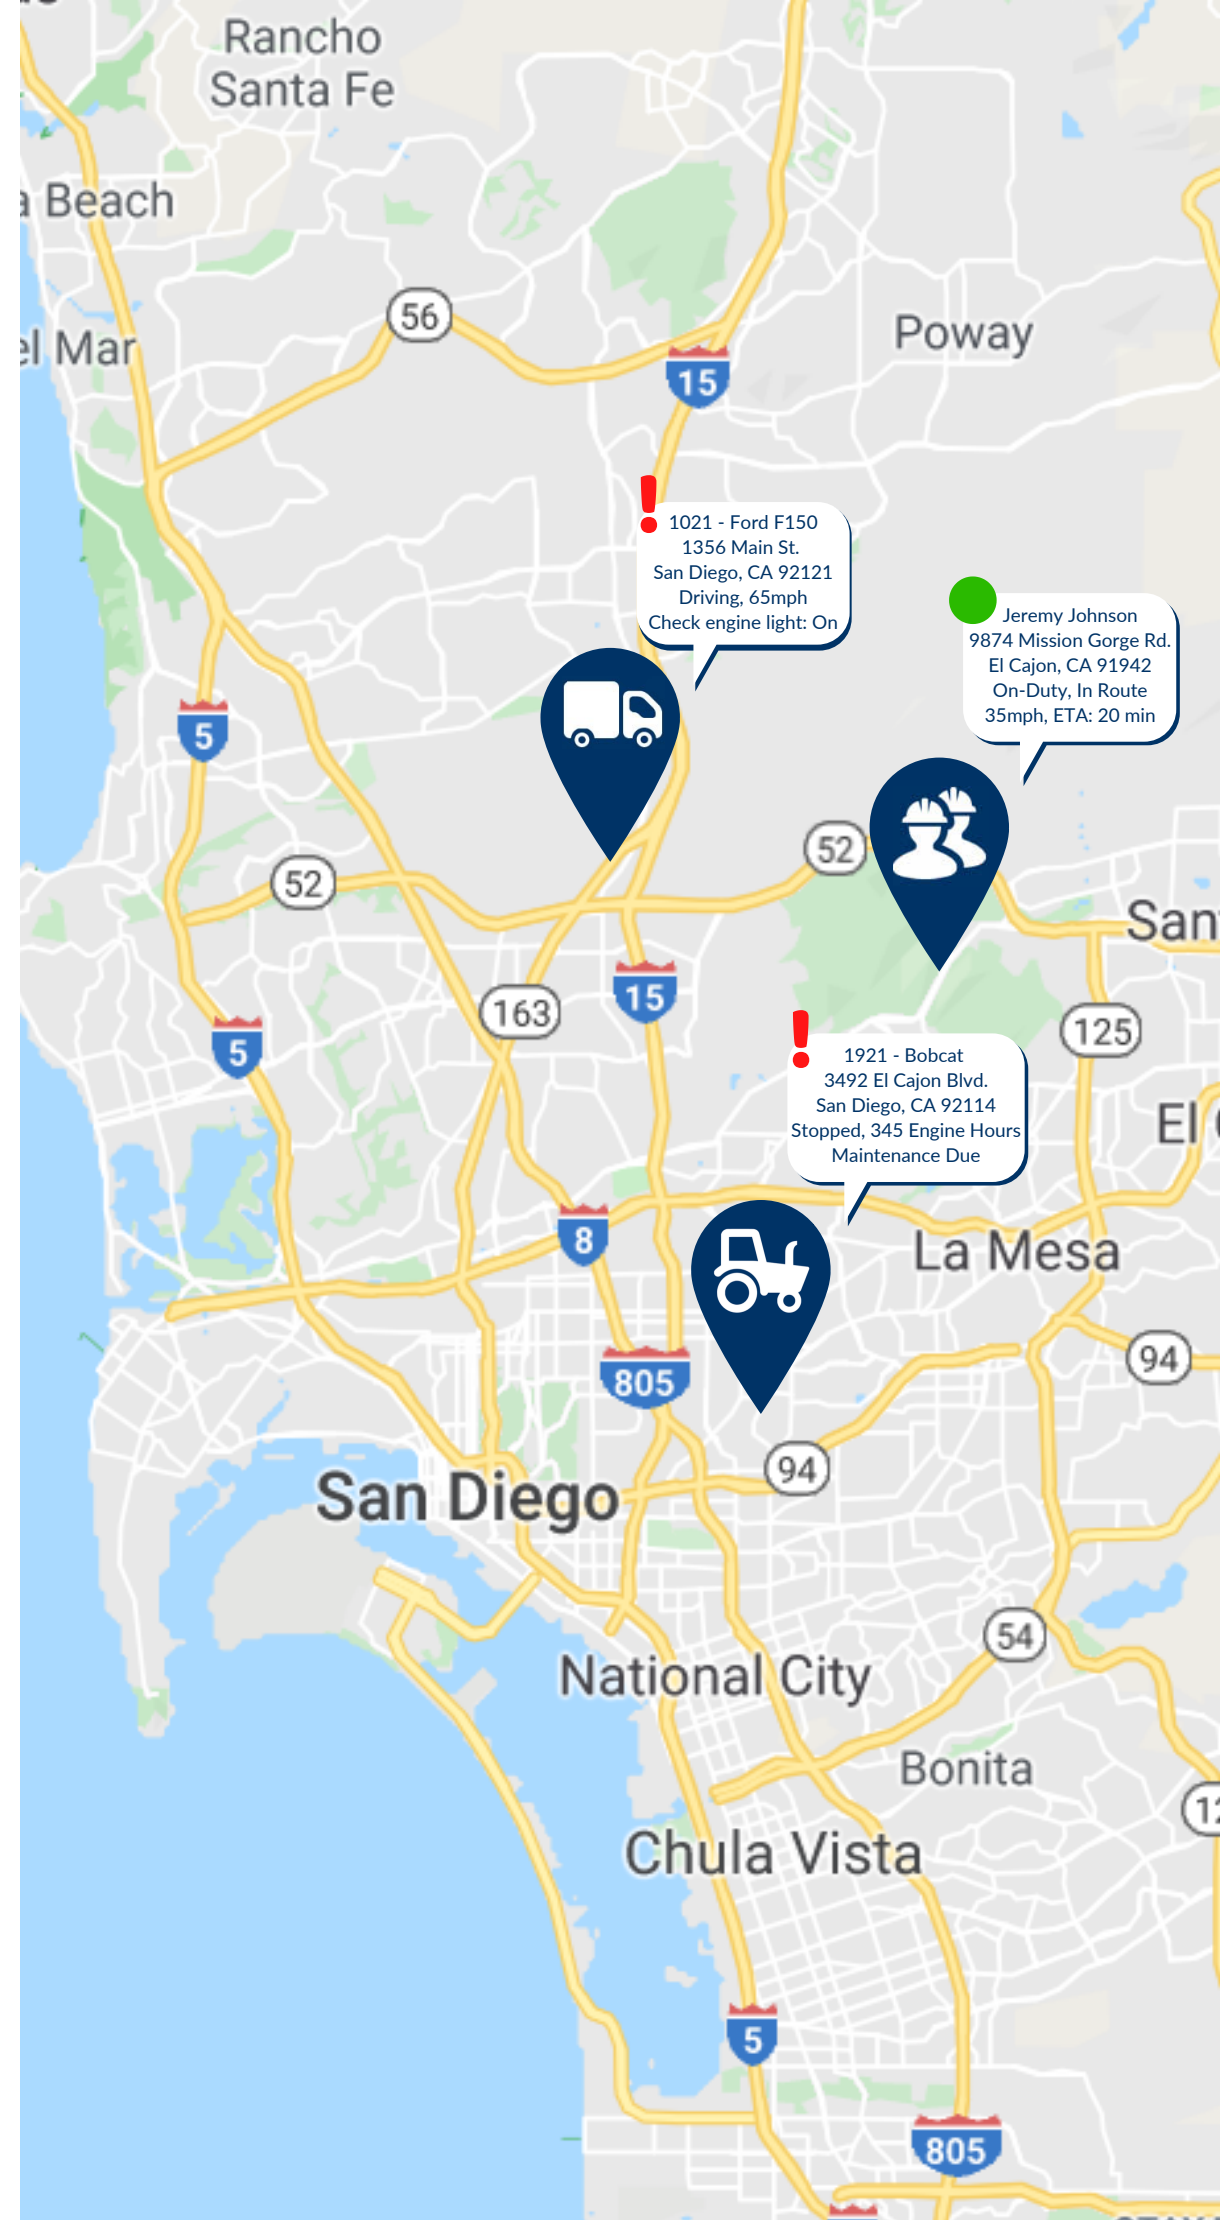 Rancho
Santa Fe
a Beach
56
el Mar
Poway
15
1021 - Ford F150
1356 Main St.
San Diego, CA 92121
Driving, 65mph
Check engine light: On
Jeremy Johnson
9874 Mission Gorge Rd.
El Cajon, CA 91942
On-Duty, In Route
35mph, ETA: 20 min
5
52
52
San
15
163
125
5
1921 - Bobcat
3492 El Cajon Blvd.
San Diego, CA 92114
Stopped, 345 Engine Hours
Maintenance Due
El
8
La Mesa
94
805
94
San Diego
54
National City
Bonita
12
Chula Vista
5
805